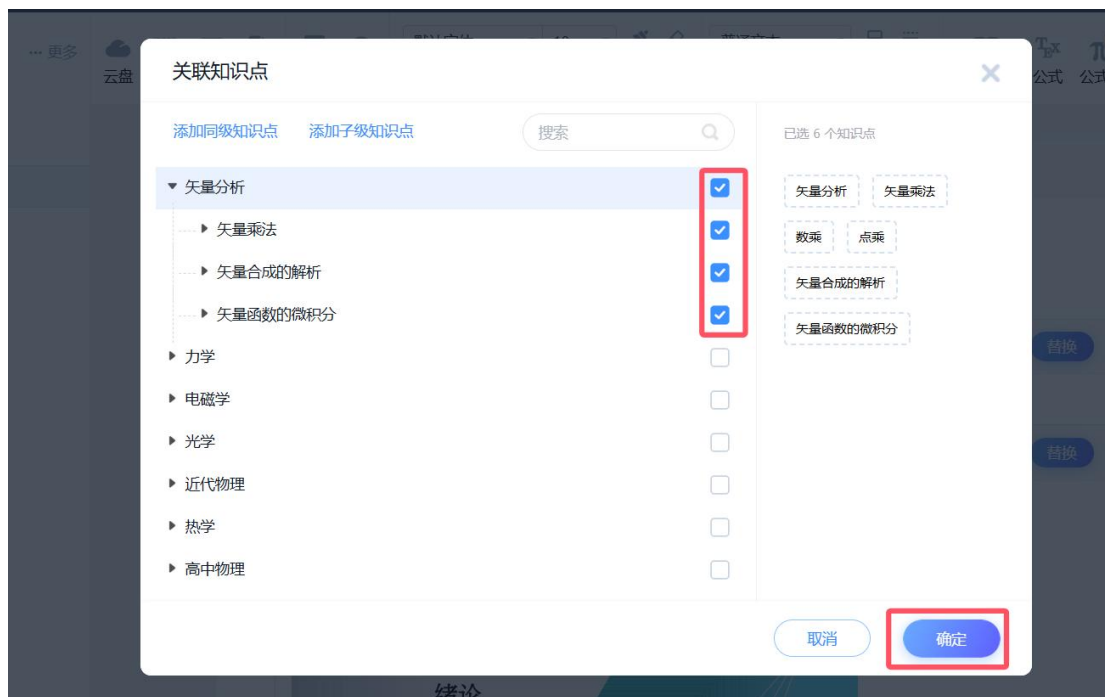 ... 更多
云盘
公式 公式
关联知识点
添加同级知识点 添加子级知识点 搜索 已选 6 个知识点
矢量分析
矢量乘法
矢量合成的解析
矢量函数的微积分
力学
电磁学
光学
近代物理
热学
高中物理
矢量分析 矢量乘法
数乘 点乘
矢量合成的解析
矢量函数的微积分
替换
替换
取消 确定
绪论